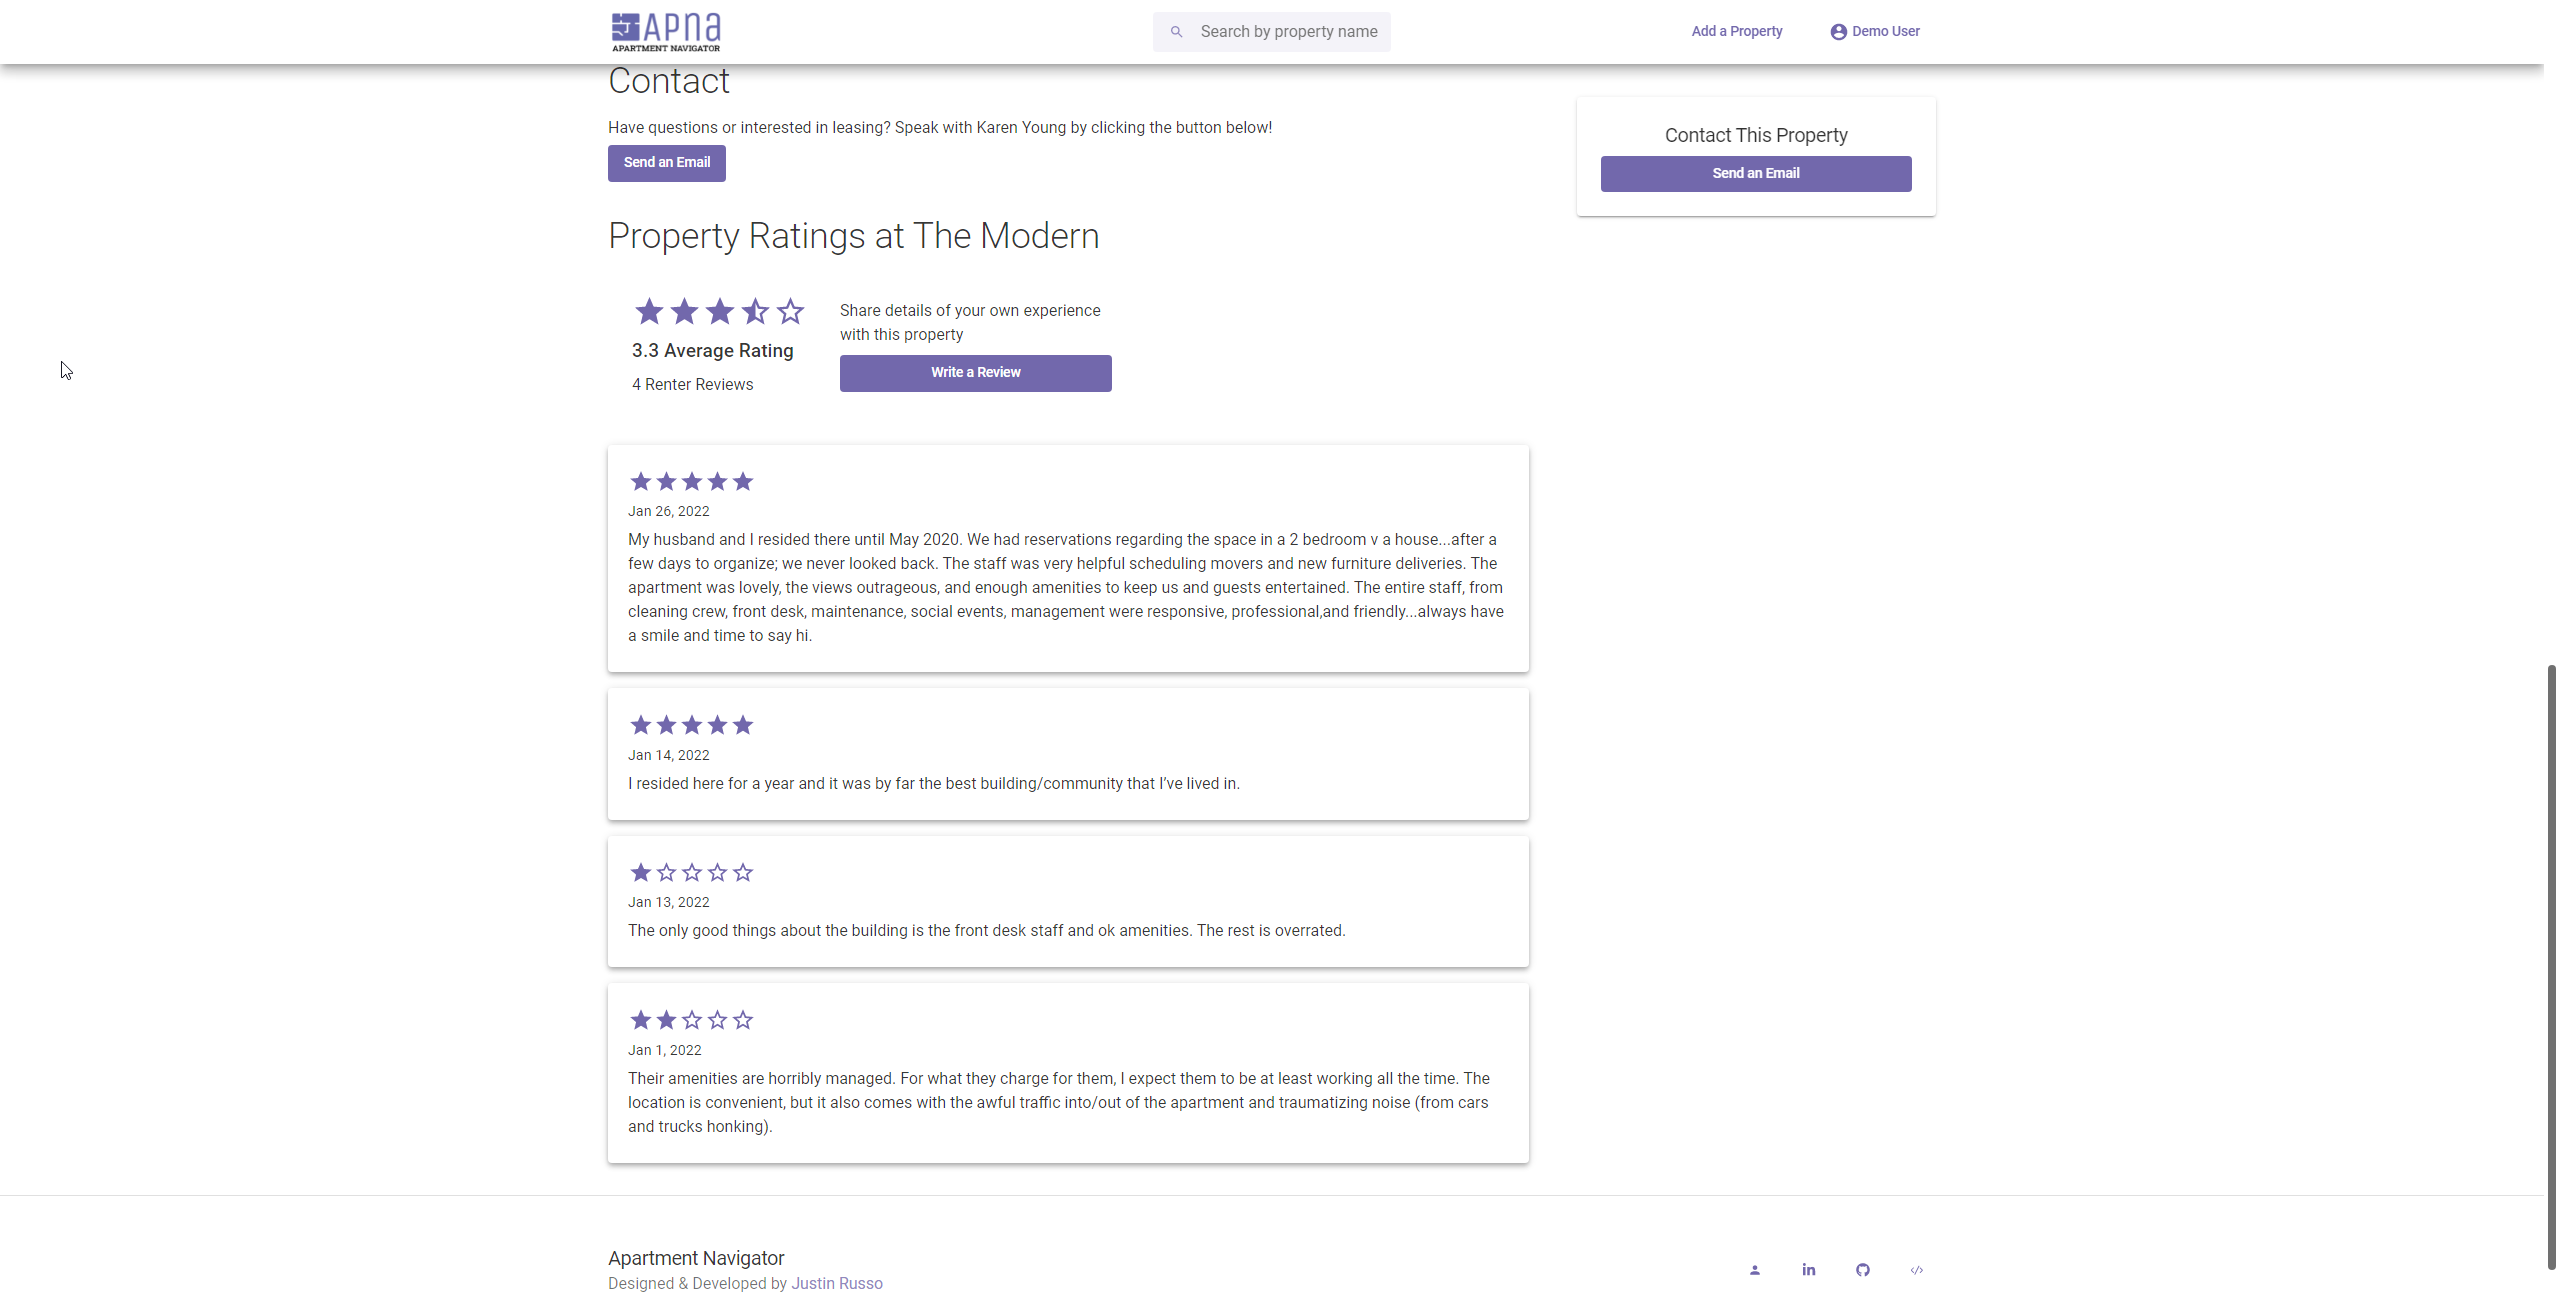 Apna
APARTMENT NAVIGATOR
Search by property name
Add a Property
Demo User
Contact
Have questions or interested in leasing? Speak with Karen Young by clicking the button below!
Send an Email
Contact This Property
Send an Email
Property Ratings at The Modern
3.3 Average Rating
4 Renter Reviews
Share details of your own experience
with this property
Write a Review
Jan 26, 2022
My husband and I resided there until May 2020. We had reservations regarding the space in a 2 bedroom v a house...after a
few days to organize; we never looked back. The staff was very helpful scheduling movers and new furniture deliveries. The
apartment was lovely, the views outrageous, and enough amenities to keep us and guests entertained. The entire staff, from
cleaning crew, front desk, maintenance, social events, management were responsive, professional,and friendly...always have
a smile and time to say hi.
Jan 14, 2022
I resided here for a year and it was by far the best building/community that I've lived in.
Jan 13, 2022
The only good things about the building is the front desk staff and ok amenities. The rest is overrated.
Jan 1, 2022
Their amenities are horribly managed. For what they charge for them, I expect them to be at least working all the time. The
location is convenient, but it also comes with the awful traffic into/out of the apartment and traumatizing noise (from cars
and trucks honking).
Apartment Navigator
Designed & Developed by Justin Russo